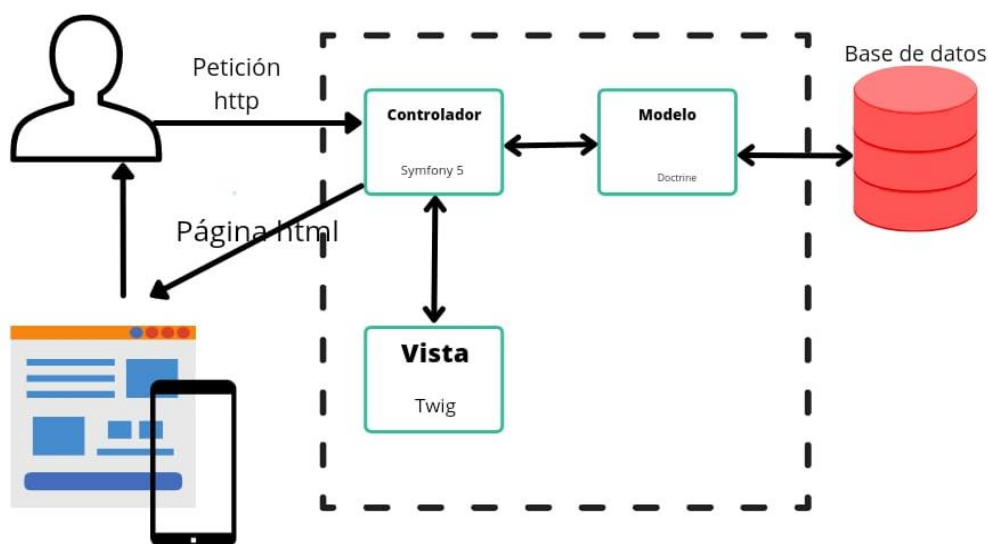 Petición
http
Base de datos
Controlador
Symfony 5
Modelo
Doctrine
Página html
Vista
Twig